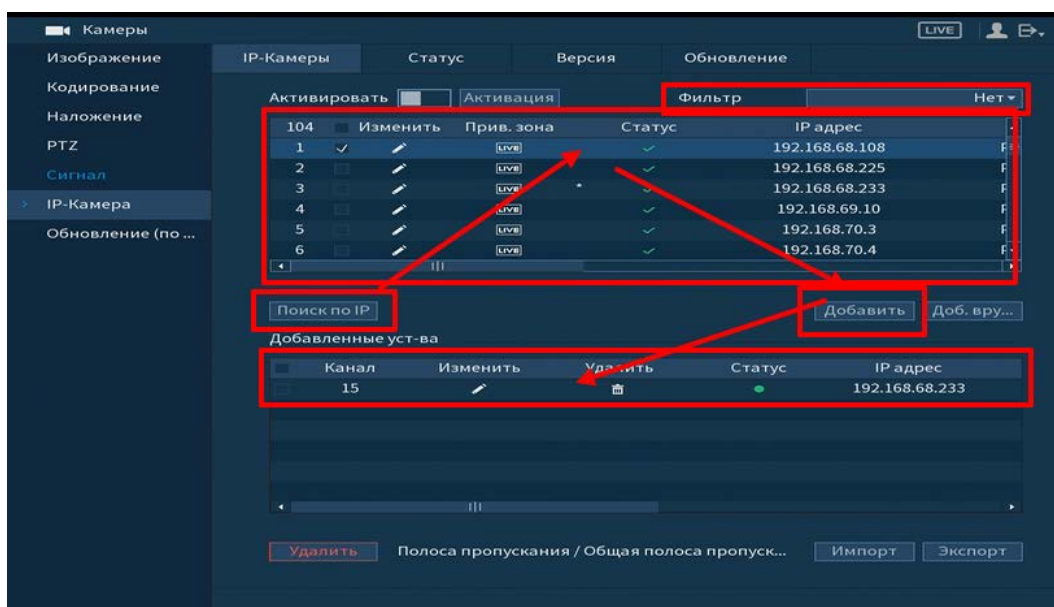 Камеры LIVE
Изображение
Кодирование
Наложение
PTZ
Сигнал
IP-Камера
Обновление (по ...
IP-Камеры Статус Версия Обновление
Активировать Активация Фильтр Нет
104 Изменить Прив. зона Статус IP адрес
1 LIVE 192.168.68.108
2 LIVE 192.168.68.225 F
3 LIVE * 192.168.68.233 F
4 LIVE 192.168.69.10 F
5 LIVE 192.168.70.3 F
6 LIVE 192.168.70.4 F
Поиск по IP Добавить Доб. вру...
Добавленные уст-ва
Канал Изменить Удалить Статус IP адрес
15 192.168.68.233
Удалить Полоса пропускания / Общая полоса пропуск... Импорт Экспорт